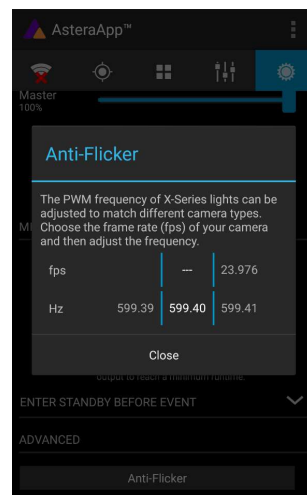 AsteraApp™
Master
100%
Anti-Flicker
The PWM frequency of X-Series lights can be
adjusted to match different camera types.
Choose the frame rate (fps) of your camera
and then adjust the frequency.
fps --- 23.976
Hz 599.39 599.40 599.41
Close
output to reach a minimum runtime.
ENTER STANDBY BEFORE EVENT
ADVANCED
Anti-Flicker